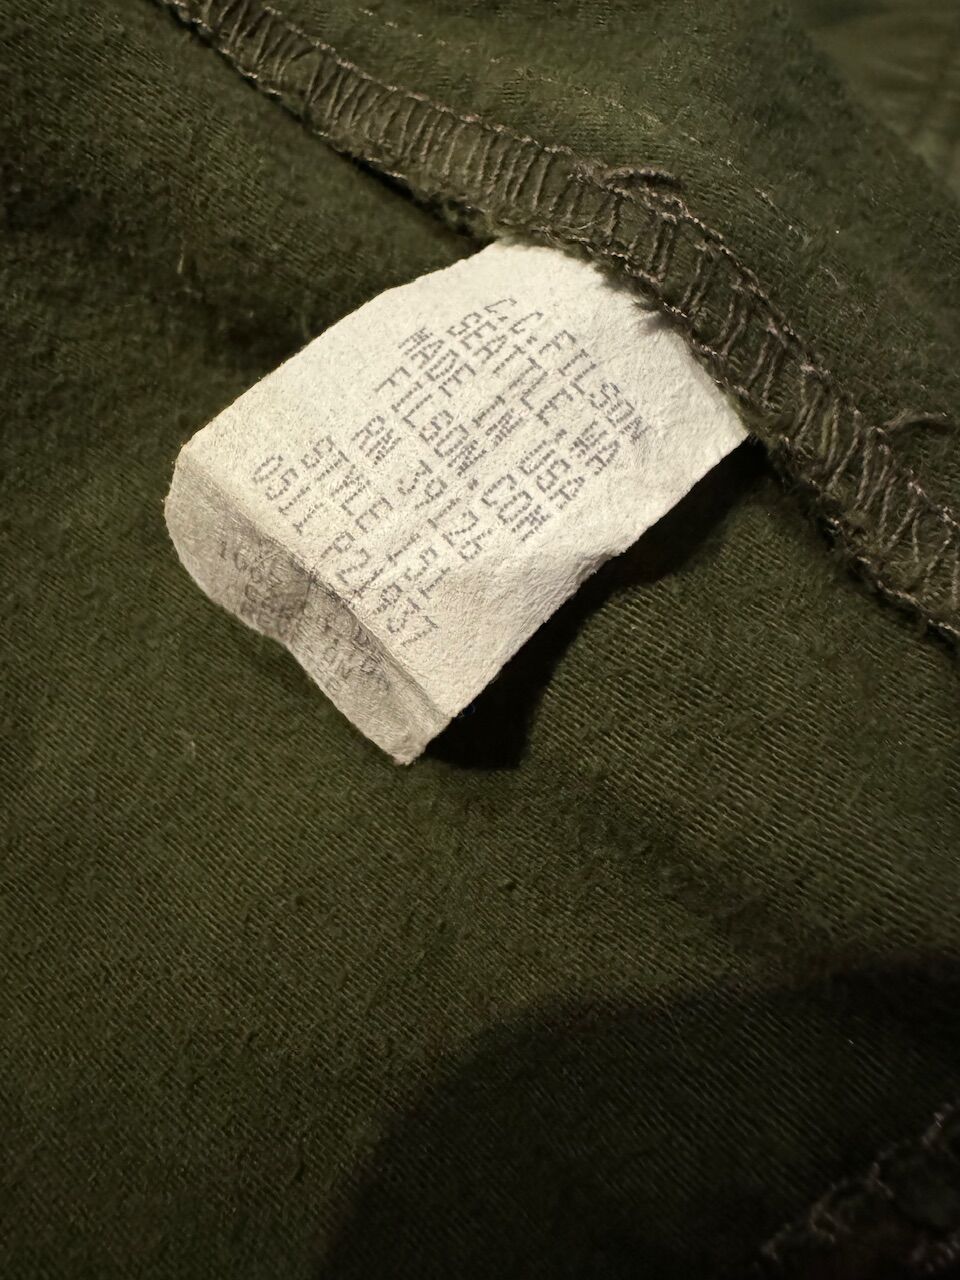 C.C.FILSON
SEATTLE WA
MADE IN USA
FILSON.COM
RN 39126
STYLE 151
0511 P21937